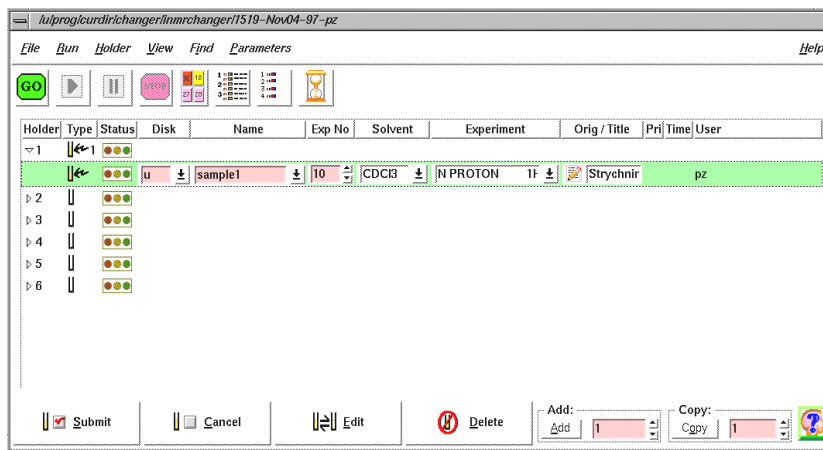 /u/prog/curdir/changer/inmrchanger/1519-Nov04-97-pz
File Run Holder View Find Parameters Help
GO STOP
Holder Type Status Disk Name Exp No Solvent Experiment Orig / Title Pri Time User
1 1
u sample1 10 CDCl3 N PROTON 1H Strychnin pz
2
3
4
5
6
Submit Cancel Edit Delete
Add: Add 1
Copy: Copy 1